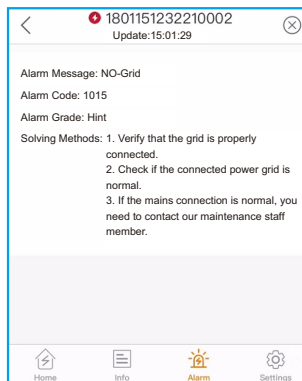 1801151232210002
Update:15:01:29
Alarm Message: NO-Grid
Alarm Code: 1015
Alarm Grade: Hint
Solving Methods: 1. Verify that the grid is properly
connected.
2. Check if the connected power grid is
normal.
3. If the mains connection is normal, you
need to contact our maintenance staff
member.
Home Info Alarm Settings